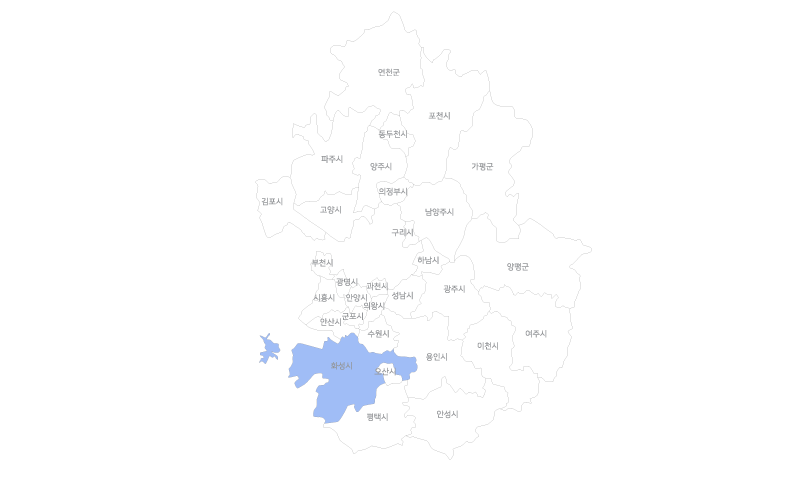 연천군
포천시
동두천시
파주시
양주시
가평군
의정부시
김포시
고양시
남양주시
구리시
하남시
부천시
양평군
광명시
과천시
광주시
시흥시
안양시
성남시
의왕시
안산시
군포시
수원시
여주시
이천시
용인시
화성시
오산시
평택시
안성시